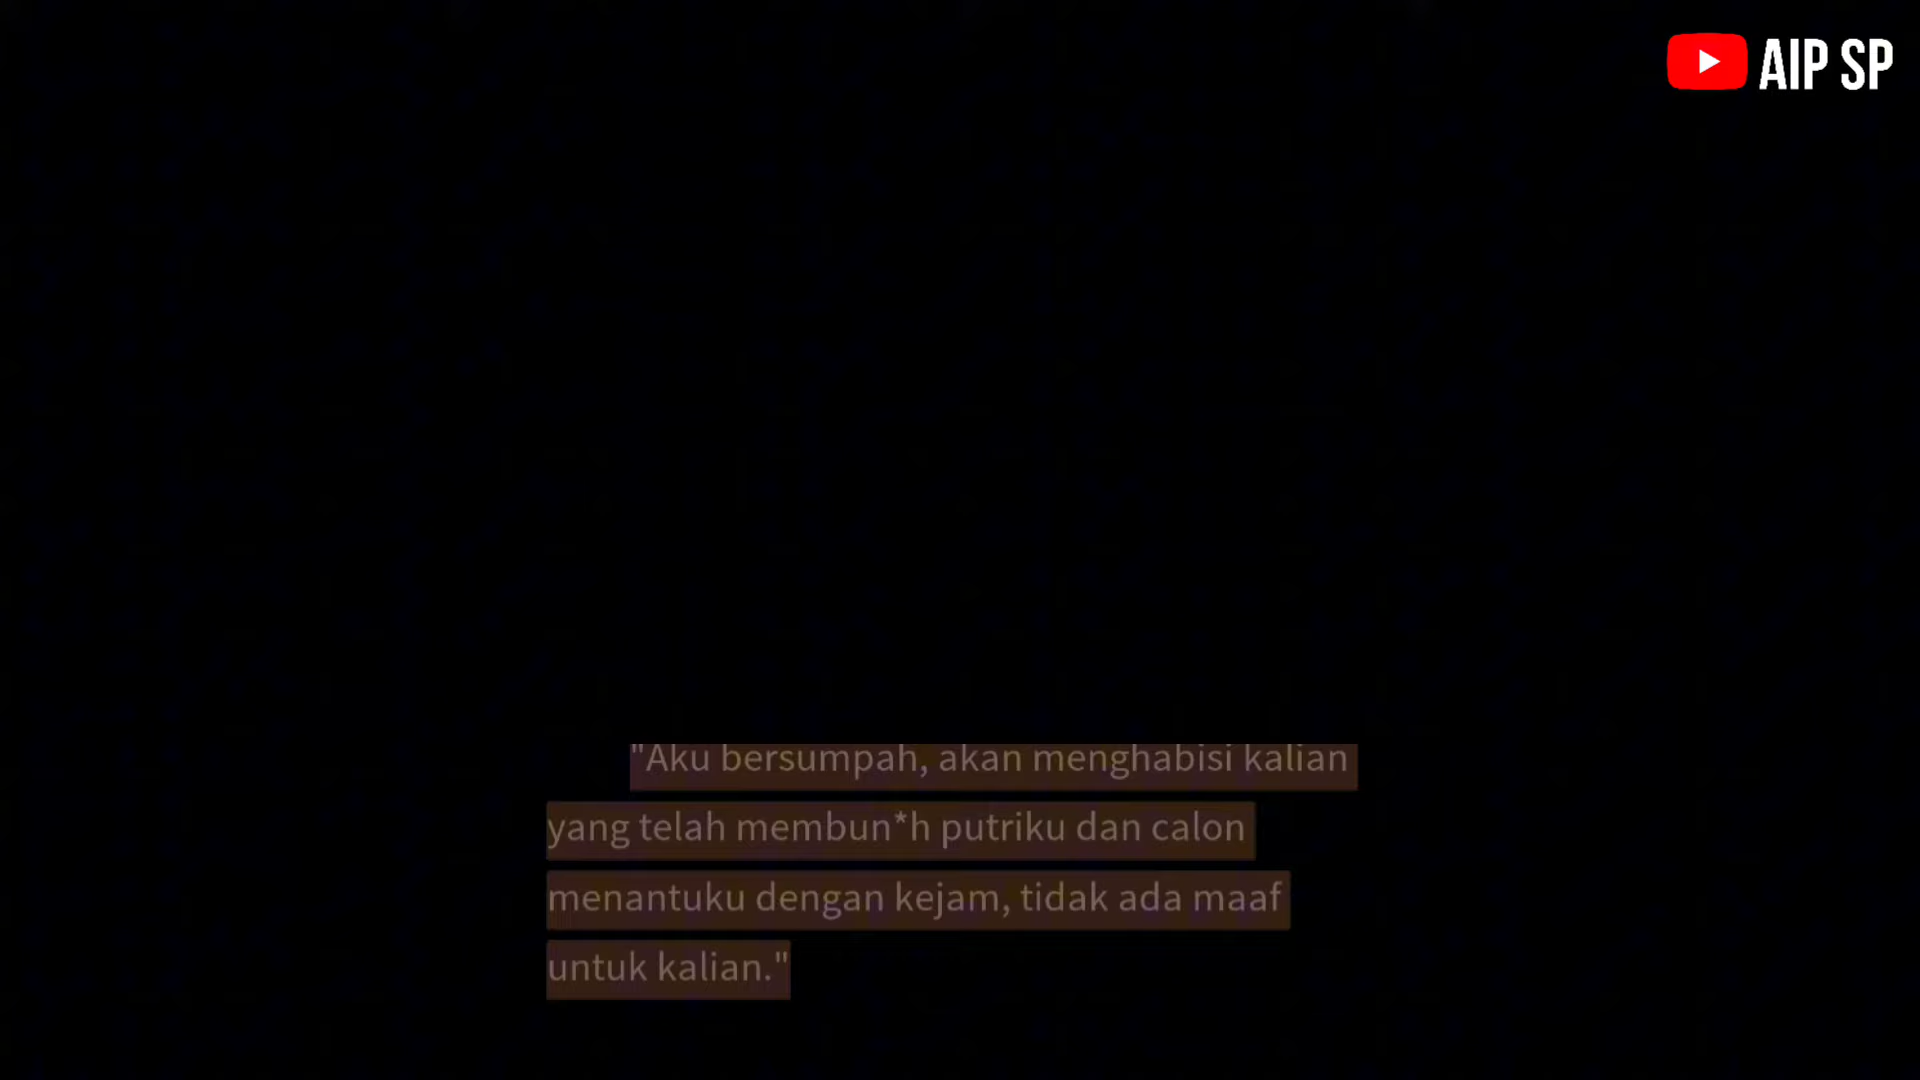 AIP SP
"Aku bersumpah, akan menghabisi kalian
yang telah membun*h putriku dan calon
menantuku dengan kejam, tidak ada maaf
untuk kalian."